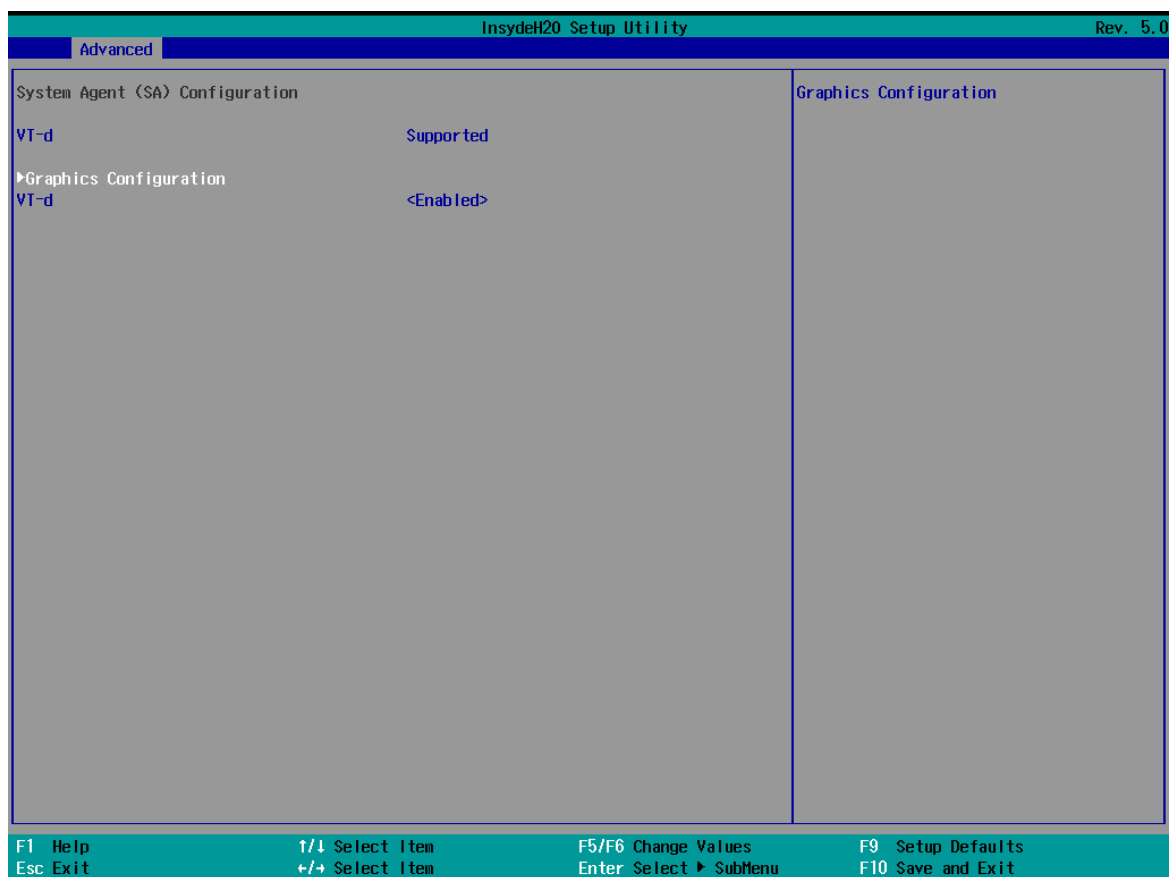 InsydeH20 Setup Utility Rev. 5.0
Advanced
System Agent (SA) Configuration
Graphics Configuration
VT-d Supported
▶Graphics Configuration
VT-d <Enabled>
F1 Help ↑/↓ Select Item F5/F6 Change Values F9 Setup Defaults
Esc Exit ←/→ Select Item Enter Select ▶ SubMenu F10 Save and Exit